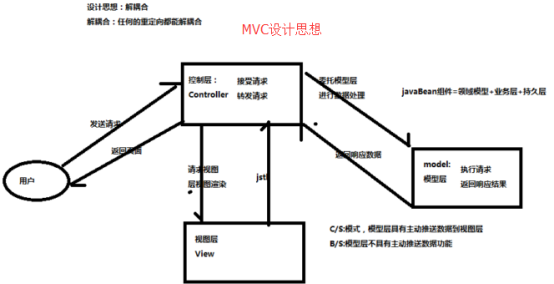 设计思想：解耦合
解耦合：任何的重定向都能解耦合
MVC设计思想
控制层： 接受请求
Controller 转发请求
委托模型层
进行数据处理
javaBean组件=领域模型+业务层+持久层
发送请求
返回页面
用户
请求视图
层视图渲染
jstl
返回响应数据
model: 执行请求
模型层 返回响应结果
视图层
View
C/S:模式，模型层具有主动推送数据到视图层
B/S:模型层不具有主动推送数据功能